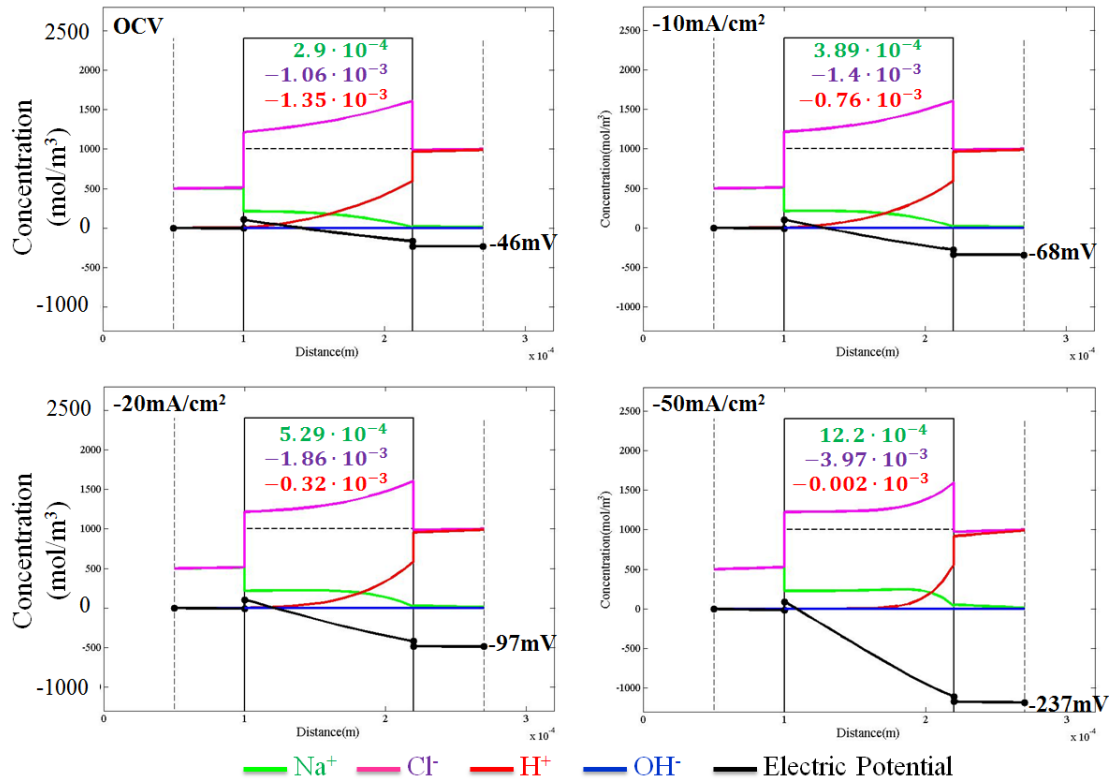 OCV
2500
2.9 · 10⁻⁴
−1.06 · 10⁻³
−1.35 · 10⁻³
2000
1500
1000
500
0
-500
-1000
Concentration
(mol/m³)
-46mV
0
1
2
3
x 10⁻⁴
Distance(m)
-10mA/cm²
3.89 · 10⁻⁴
−1.4 · 10⁻³
−0.76 · 10⁻³
2500
2000
1500
1000
500
0
-500
-1000
Concentration(mol/m³)
-68mV
0
1
2
3
x 10⁻⁴
Distance(m)
-20mA/cm²
2500
5.29 · 10⁻⁴
−1.86 · 10⁻³
−0.32 · 10⁻³
2000
1500
1000
500
0
-500
-1000
Concentration
(mol/m³)
-97mV
0
1
2
3
x 10⁻⁴
Distance(m)
-50mA/cm²
12.2 · 10⁻⁴
−3.97 · 10⁻³
−0.002 · 10⁻³
2500
2000
1500
1000
500
0
-500
-1000
Concentration(mol/m³)
-237mV
0
1
2
3
x 10⁻⁴
Distance(m)
Na⁺ Cl⁻ H⁺ OH⁻ Electric Potential